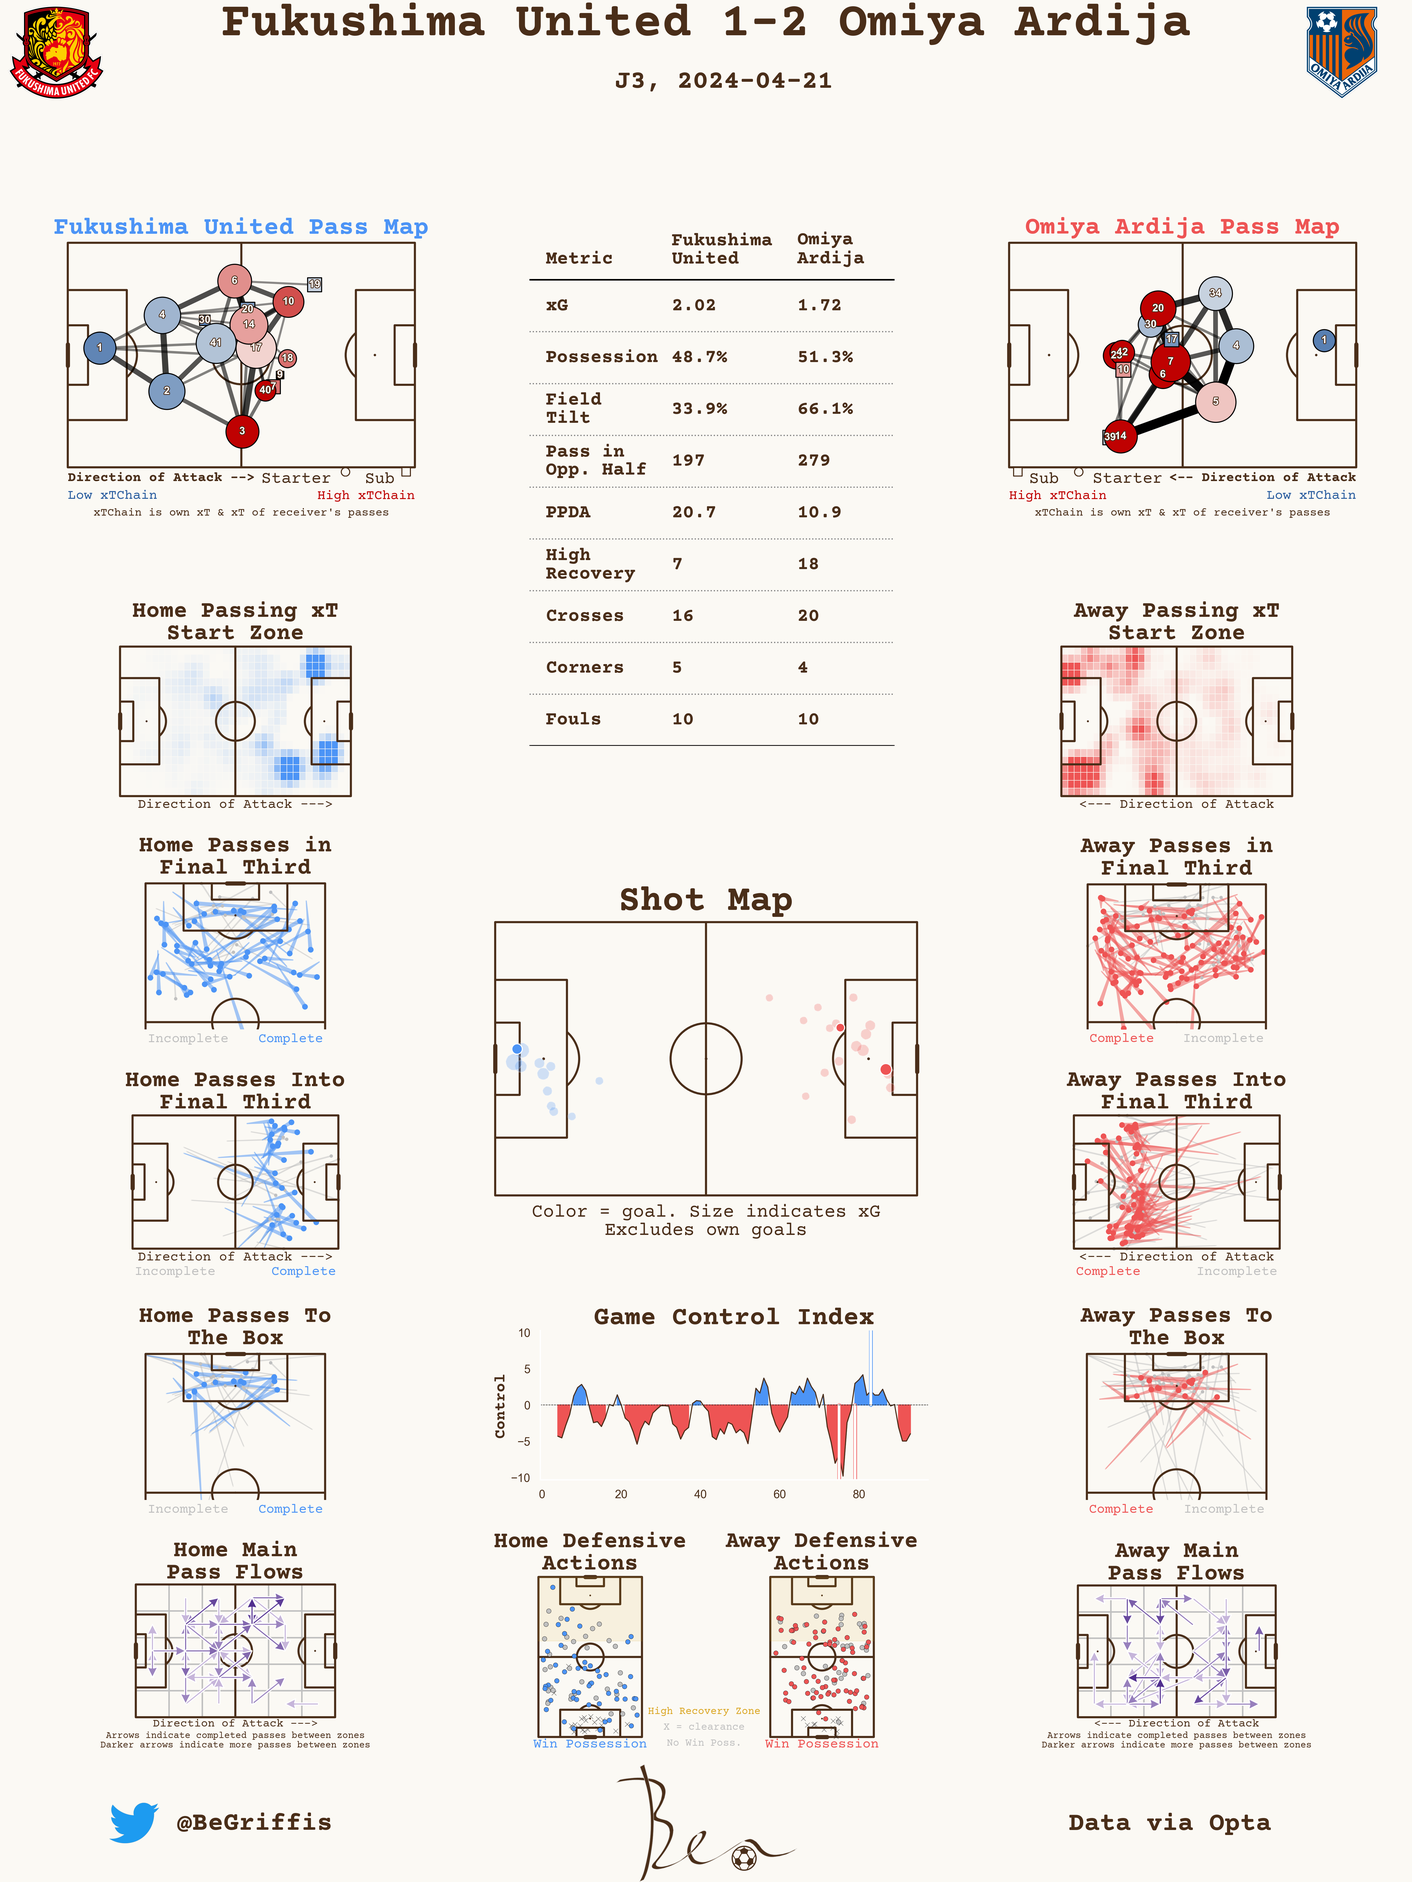 Fukushima United 1-2 Omiya Ardija
J3, 2024-04-21
FUKUSHIMA UNITED FC
OMIYA ARDIJA
Fukushima United Pass Map
6
19
10
20
4
30
14
41
17
1
18
9
2
40
7
3
Direction of Attack --> Starter Sub
Low xTChain High xTChain
xTChain is own xT & xT of receiver's passes
Metric Fukushima United Omiya Ardija
xG 2.02 1.72
Possession 48.7% 51.3%
Field Tilt 33.9% 66.1%
Pass in Opp. Half 197 279
PPDA 20.7 10.9
High Recovery 7 18
Crosses 16 20
Corners 5 4
Fouls 10 10
Omiya Ardija Pass Map
34
20
30
17
1
4
42
7
10
6
5
39
14
Sub Starter <-- Direction of Attack
High xTChain Low xTChain
xTChain is own xT & xT of receiver's passes
Home Passing xT
Start Zone
Direction of Attack --->
Away Passing xT
Start Zone
<--- Direction of Attack
Home Passes in
Final Third
Incomplete Complete
Away Passes in
Final Third
Complete Incomplete
Shot Map
Color = goal. Size indicates xG
Excludes own goals
Home Passes Into
Final Third
Direction of Attack --->
Incomplete Complete
Away Passes Into
Final Third
<--- Direction of Attack
Complete Incomplete
Home Passes To
The Box
Incomplete Complete
Game Control Index
Control
10
5
0
−5
−10
0 20 40 60 80
Away Passes To
The Box
Complete Incomplete
Home Main
Pass Flows
Direction of Attack --->
Arrows indicate completed passes between zones
Darker arrows indicate more passes between zones
Home Defensive
Actions
Win Possession
High Recovery Zone
X = clearance
No Win Poss.
Away Defensive
Actions
Win Possession
Away Main
Pass Flows
<--- Direction of Attack
Arrows indicate completed passes between zones
Darker arrows indicate more passes between zones
@BeGriffis
Ben
Data via Opta